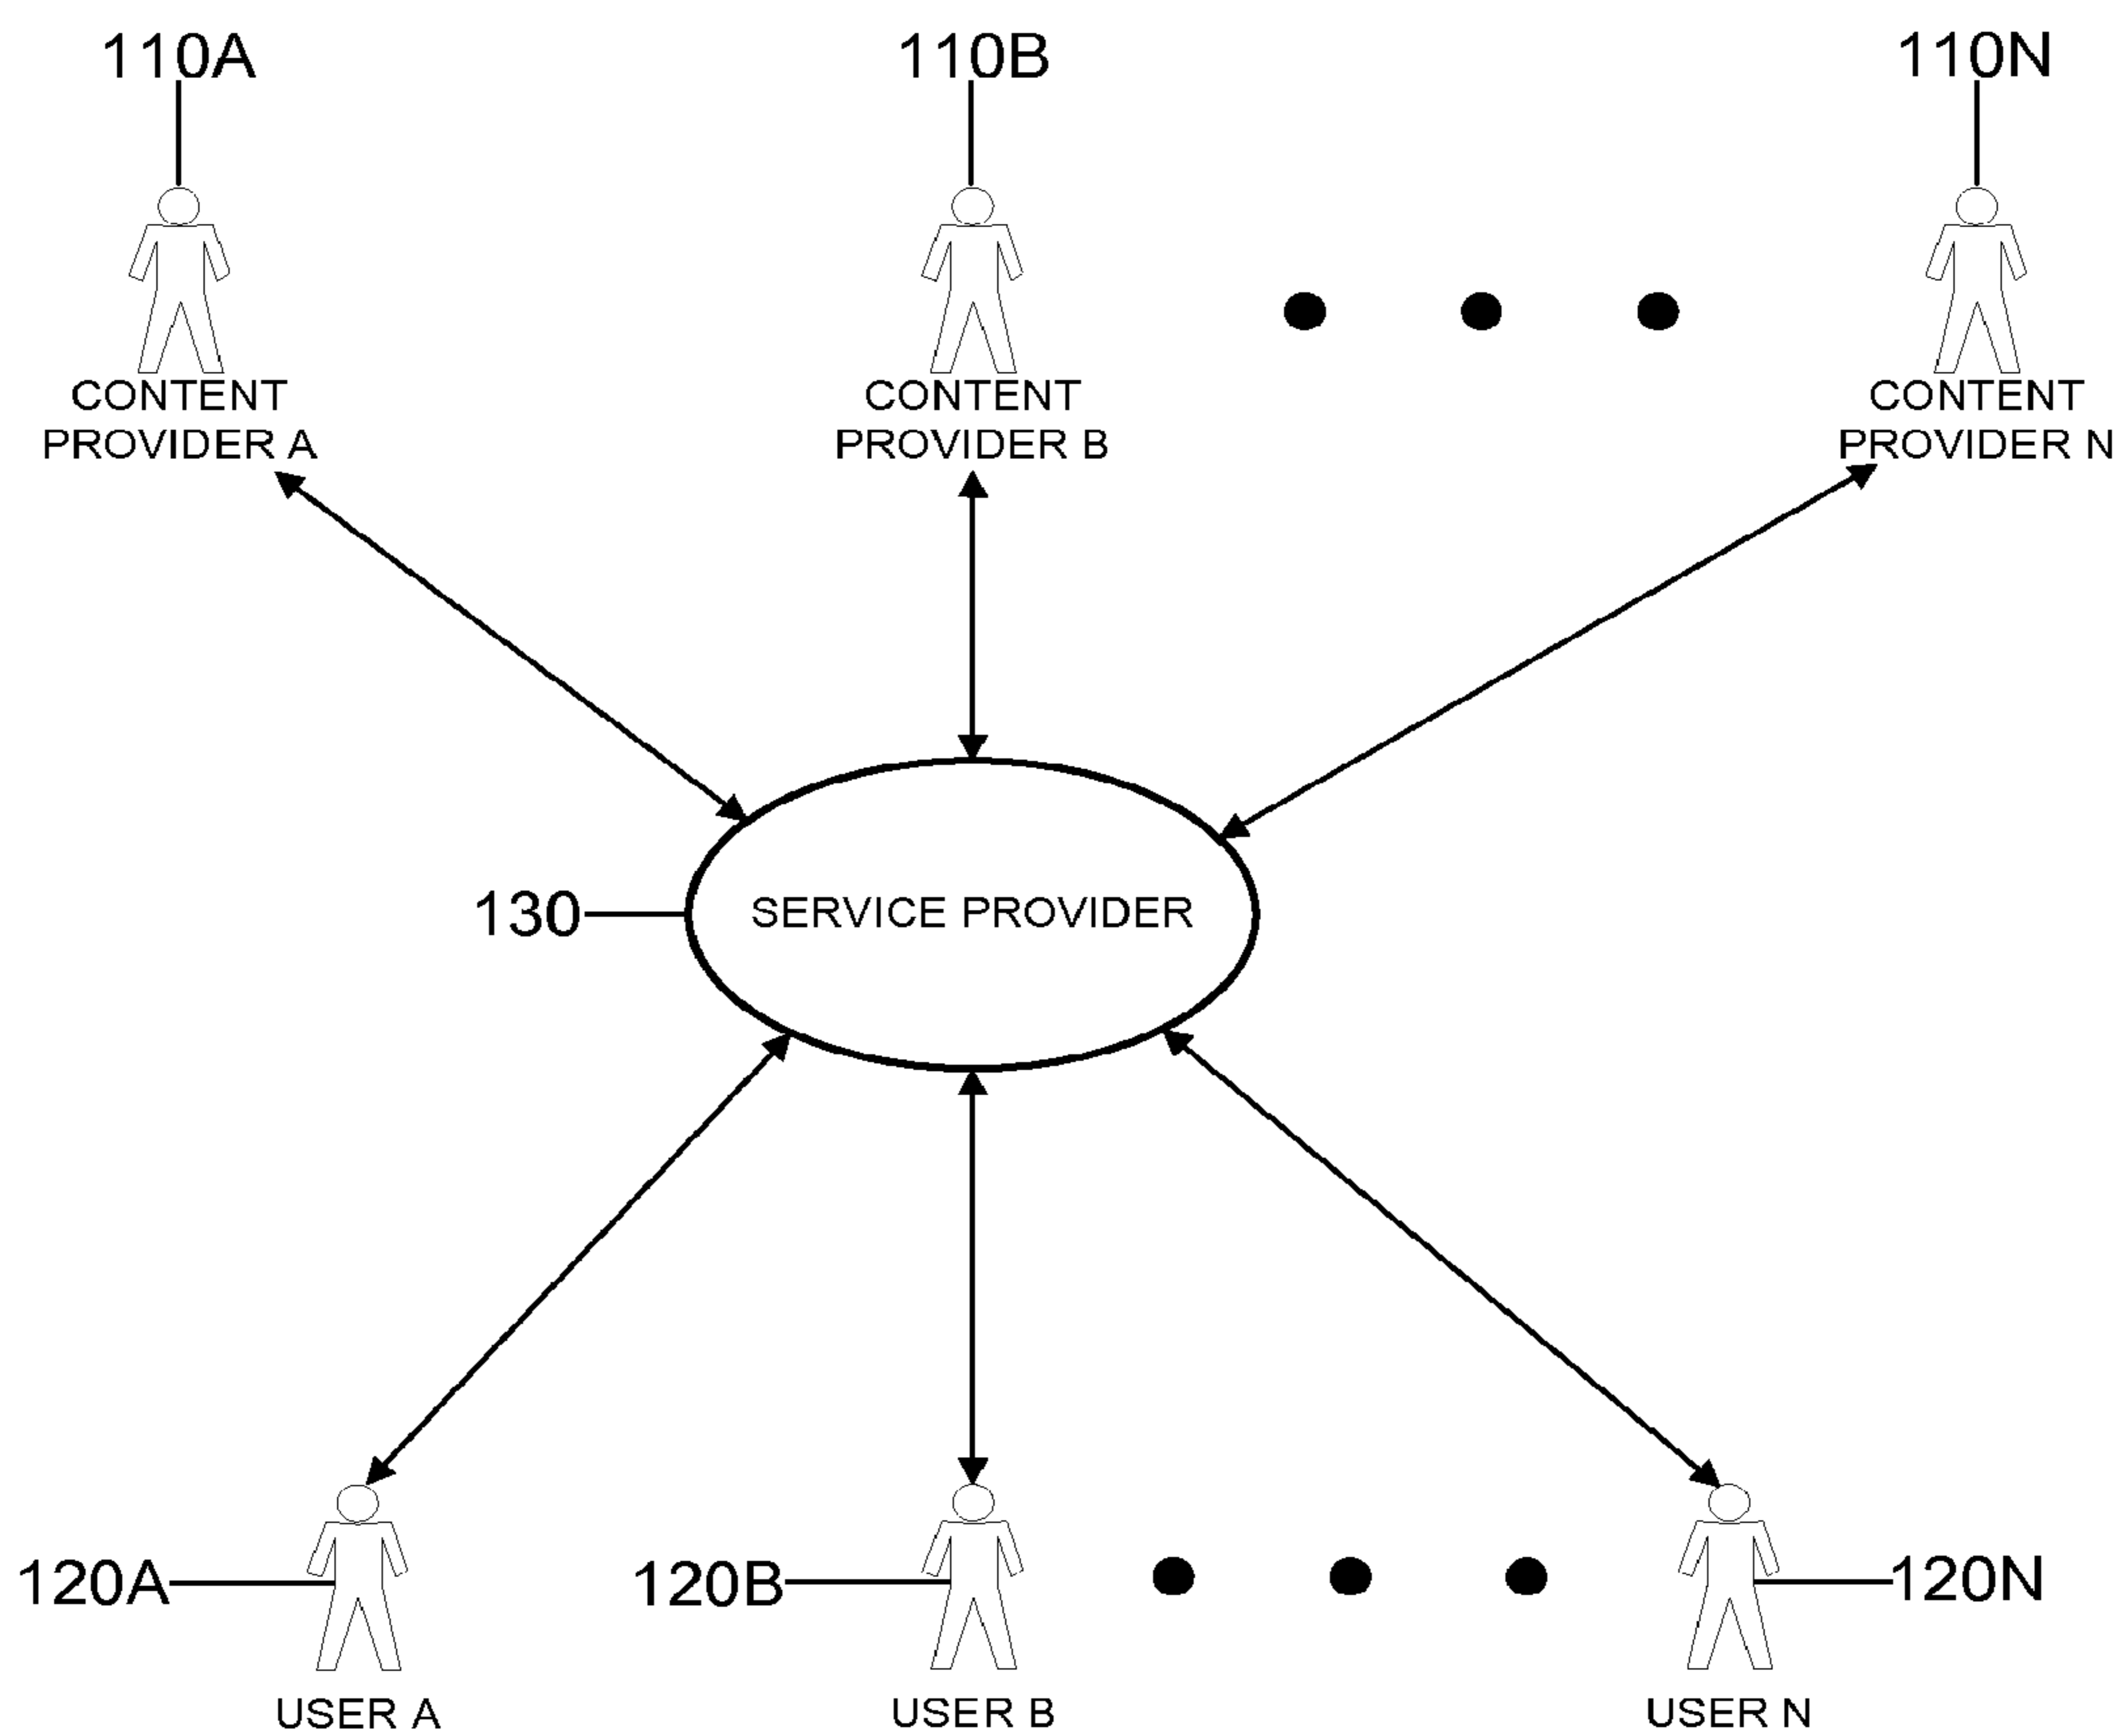 110A
110B
110N
CONTENT
PROVIDER A
CONTENT
PROVIDER B
CONTENT
PROVIDER N
130
SERVICE PROVIDER
120A
120B
120N
USER A
USER B
USER N